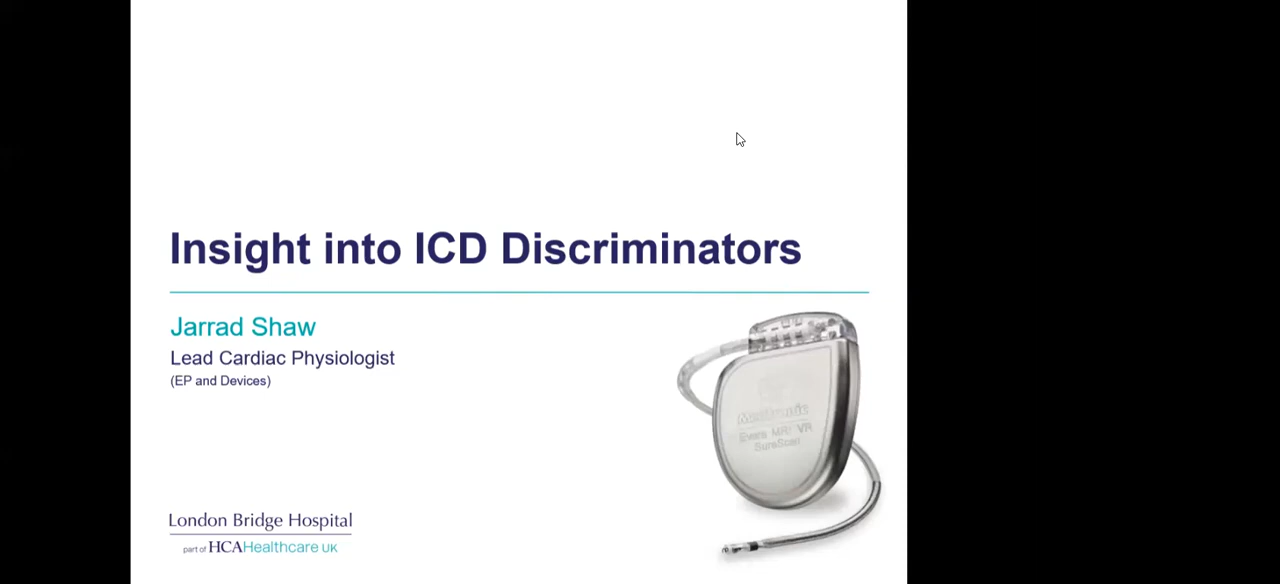 Insight into ICD Discriminators
Jarrad Shaw
Lead Cardiac Physiologist
(EP and Devices)
Medtronic
Evera MRI VR
SureScan
London Bridge Hospital
part of HCAHealthcare UK